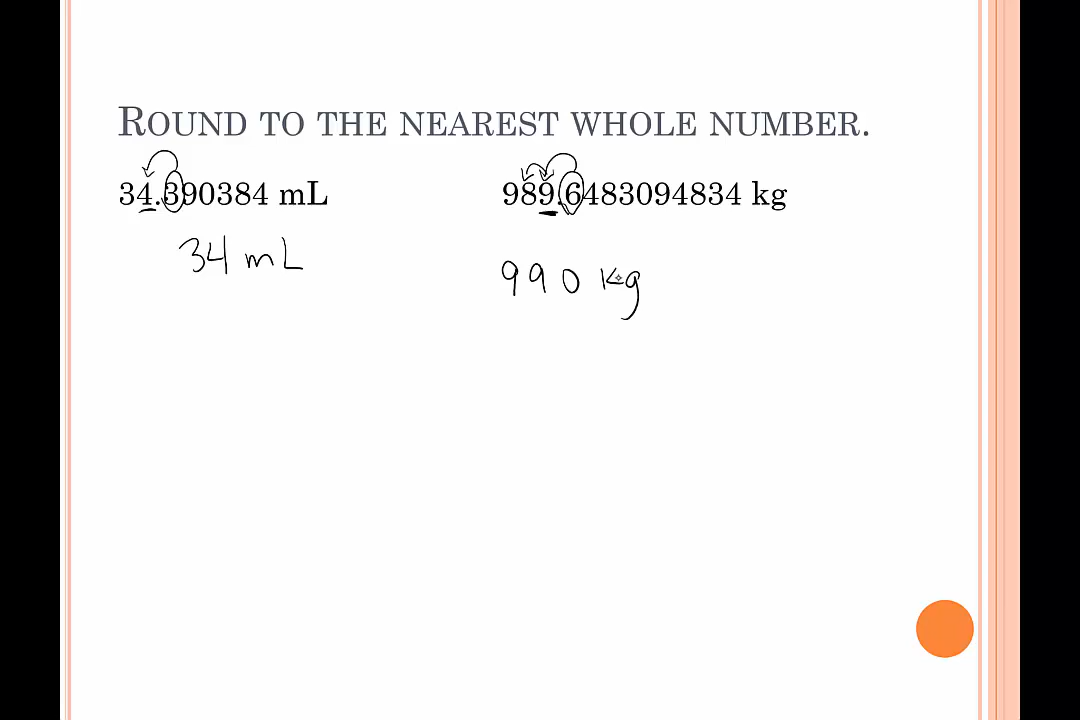 ROUND TO THE NEAREST WHOLE NUMBER.
34.390384 mL 989.6483094834 kg
34 mL 990 kg